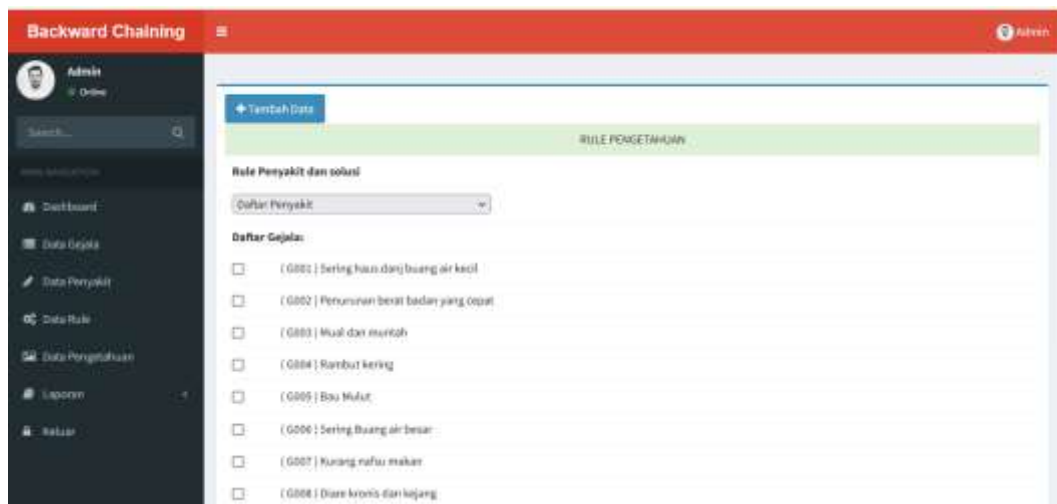 Backward Chaining
Admin
Admin
Online
Search...
MAIN NAVIGATION
Dashboard
Data Gejala
Data Penyakit
Data Rule
Data Pengetahuan
Laporan
Keluar
Tambah Data
RULE PENGETAHUAN
Rule Penyakit dan solusi
Daftar Penyakit
Daftar Gejala:
( G001 ) Sering haus danj buang air kecil
( G002 ) Penurunan berat badan yang cepat
( G003 ) Mual dan muntah
( G004 ) Rambut kering
( G005 ) Bau Mulut
( G006 ) Sering Buang air besar
( G007 ) Kurang nafsu makan
( G008 ) Diare kronis dan kejang